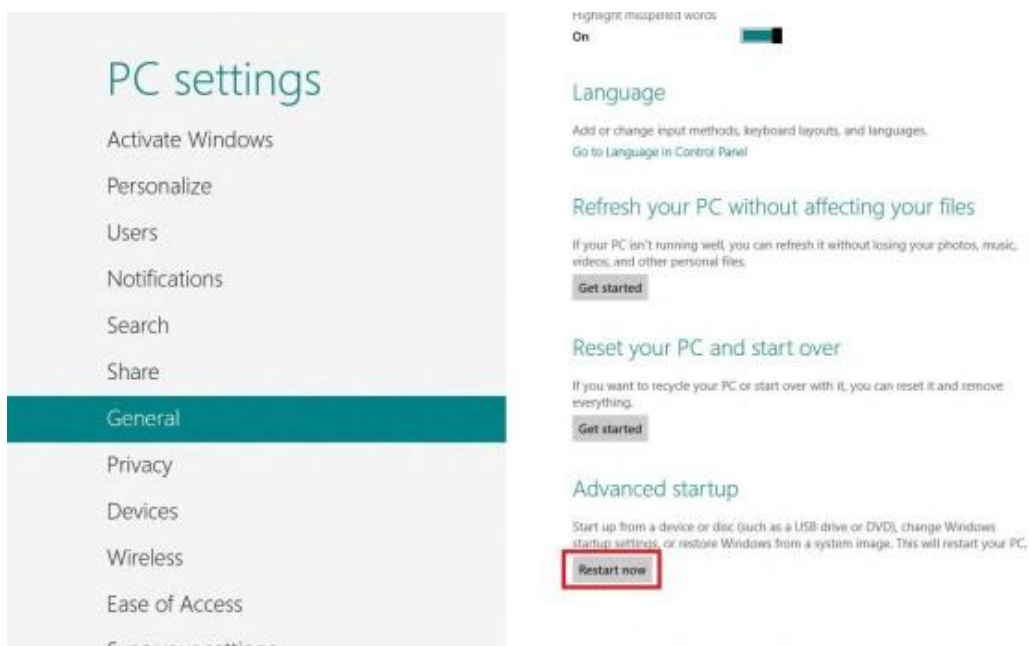 PC settings
Activate Windows
Personalize
Users
Notifications
Search
Share
General
Privacy
Devices
Wireless
Ease of Access
Sync your settings
Highlight misspelled words
On
Language
Add or change input methods, keyboard layouts, and languages.
Go to Language in Control Panel
Refresh your PC without affecting your files
If your PC isn't running well, you can refresh it without losing your photos, music,
videos, and other personal files.
Get started
Reset your PC and start over
If you want to recycle your PC or start over with it, you can reset it and remove
everything.
Get started
Advanced startup
Start up from a device or disc (such as a USB drive or DVD), change Windows
startup settings, or restore Windows from a system image. This will restart your PC.
Restart now